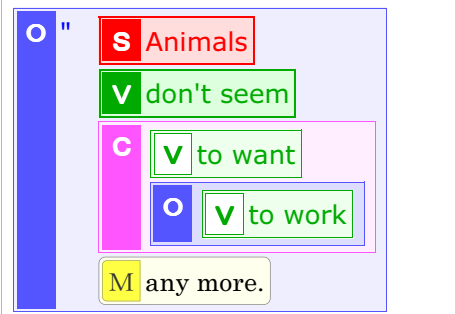 O " S Animals
V don't seem
C V to want
O V to work
M any more.